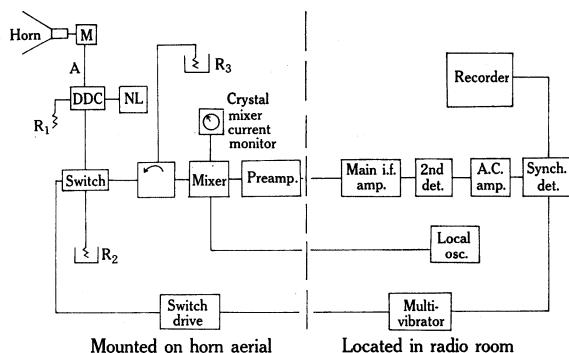 Horn
M
A
DDC
NL
R1
R3
Crystal
mixer
current
monitor
Recorder
Switch
Mixer
Preamp.
Main i.f.
amp.
2nd
det.
A.C.
amp.
Synch.
det.
R2
Local
osc.
Switch
drive
Multi-
vibrator
Mounted on horn aerial
Located in radio room